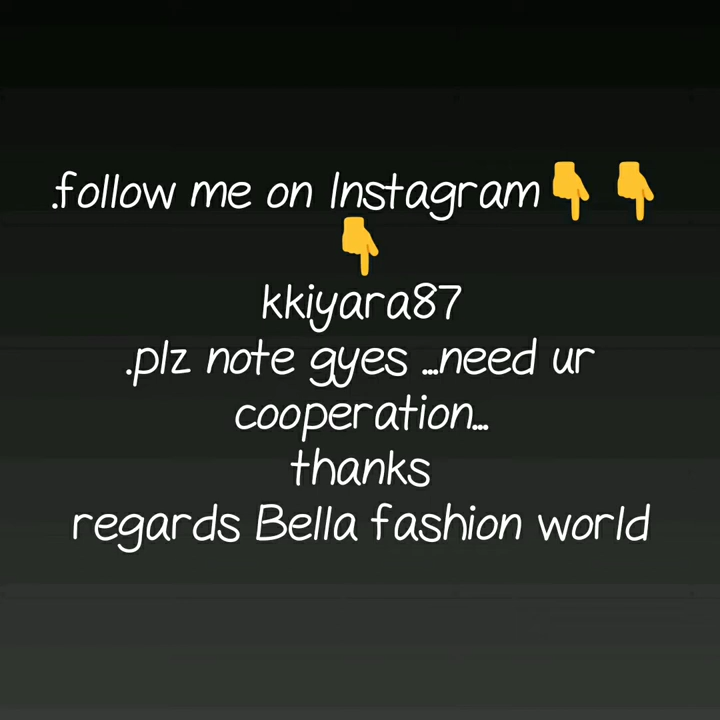 .follow me on Instagram👇👇
👇
kkiyara87
.plz note gyes ...need ur
cooperation...
thanks
regards Bella fashion world